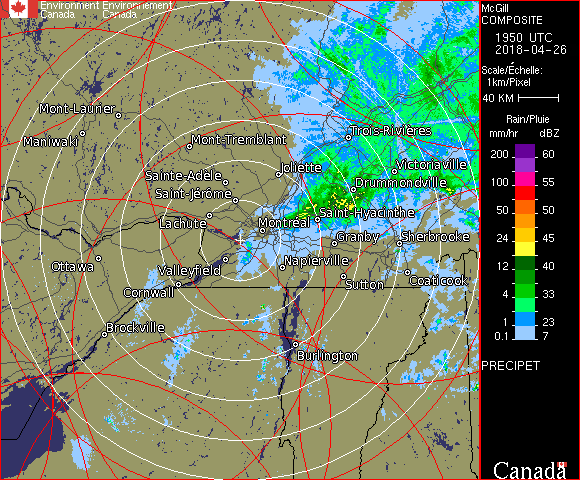 Environment Environnement
Canada Canada
McGill
COMPOSITE
1950 UTC
2018-04-26
Scale/Échelle:
1km/Pixel
40 KM
Rain/Pluie
mm/hr dBZ
200 60
100 55
50 50
24 45
12 40
4 33
1 23
0.1 7
PRECIPET
Canada
Mont-Laurier
Maniwaki
Mont-Tremblant
Trois-Rivières
Joliette
Victoriaville
Sainte-Adèle
Drummondville
Saint-Jérôme
Saint-Hyacinthe
Lachute
Montréal
Granby
Sherbrooke
Ottawa
Valleyfield
Napierville
Cornwall
Sutton
Coaticook
Brockville
Burlington